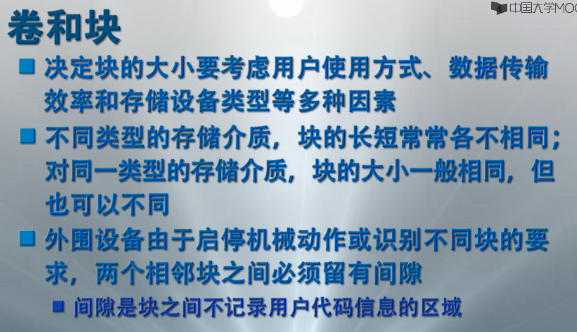 中国大学MOO
卷和块
决定块的大小要考虑用户使用方式、数据传输
效率和存储设备类型等多种因素
不同类型的存储介质，块的长短常常各不相同；
对同一类型的存储介质，块的大小一般相同，但
也可以不同
外围设备由于启停机械动作或识别不同块的要
求，两个相邻块之间必须留有间隙
间隙是块之间不记录用户代码信息的区域